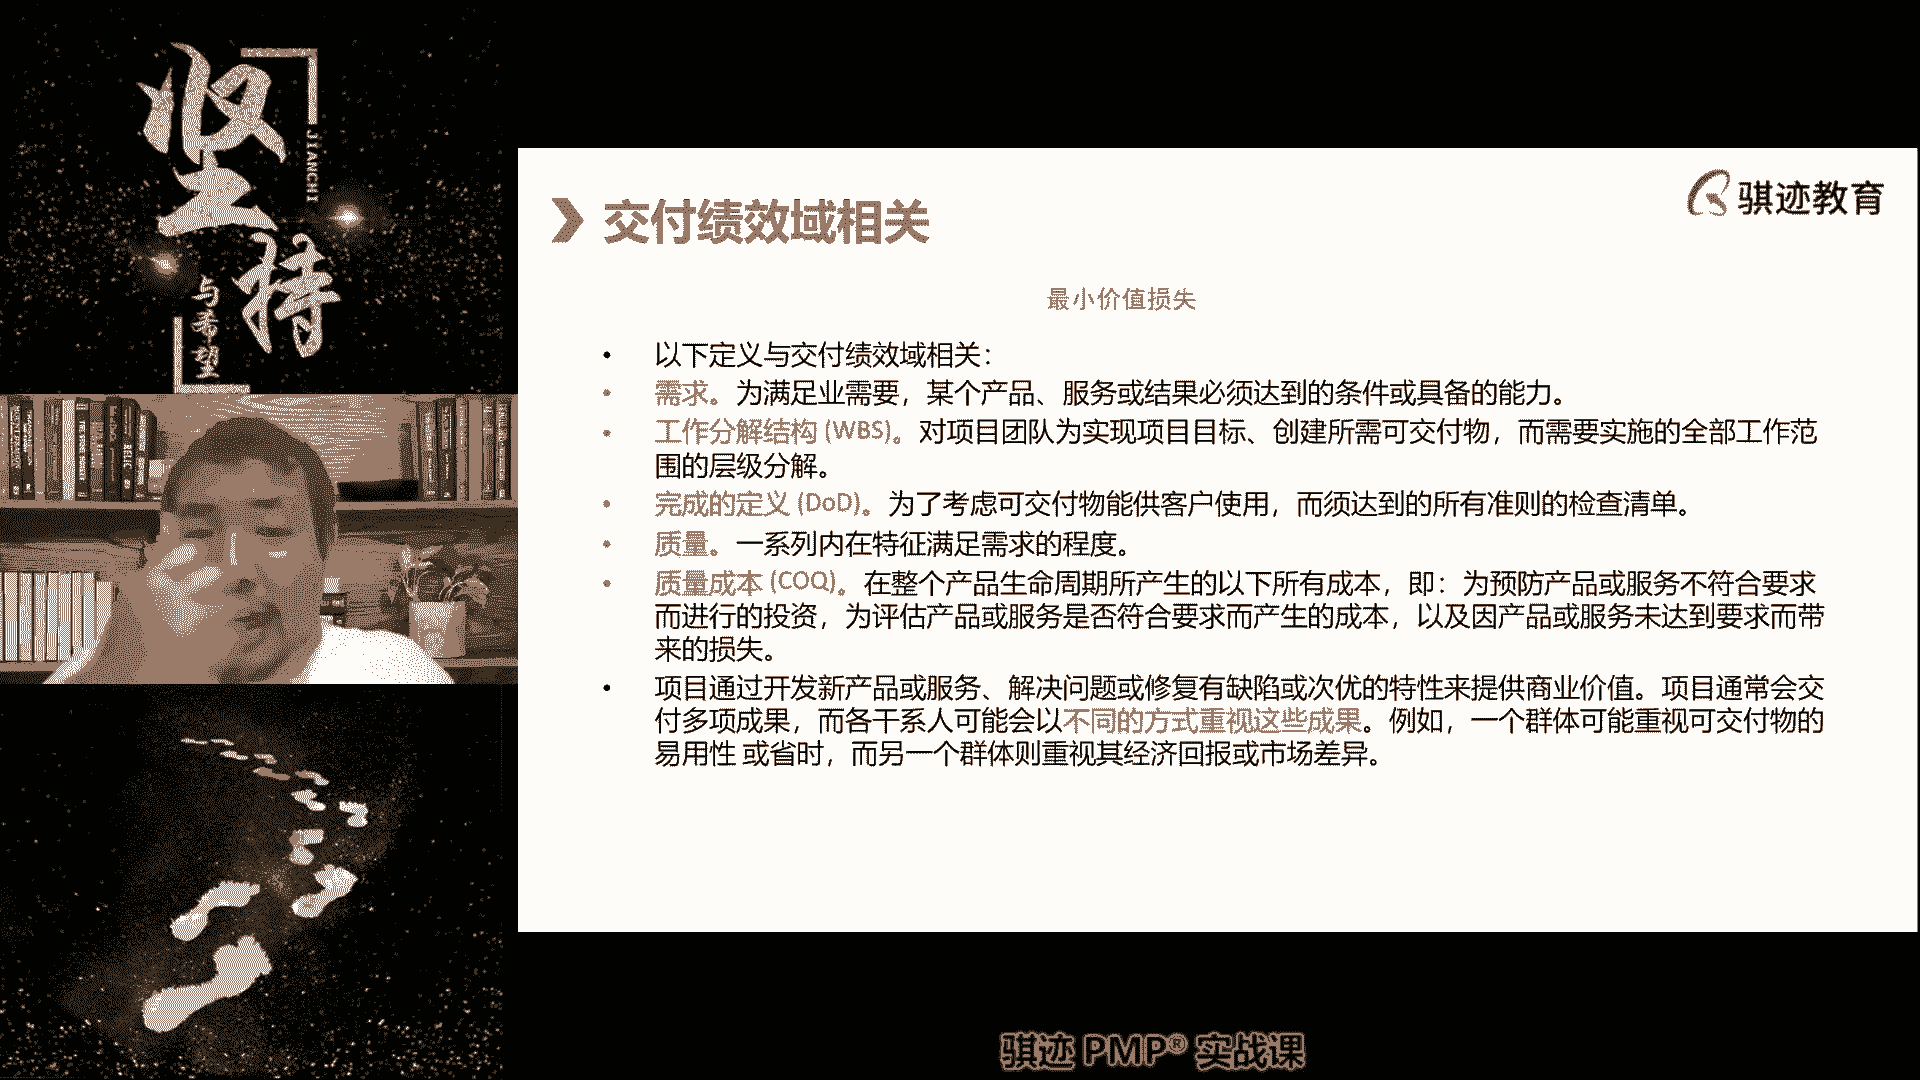 坚
持
JIANCHI
与希望
骐迹教育
交付绩效域相关
最小价值损失
• 以下定义与交付绩效域相关：
• 需求。为满足业需要，某个产品、服务或结果必须达到的条件或具备的能力。
• 工作分解结构 (WBS)。对项目团队为实现项目目标、创建所需可交付物，而需要实施的全部工作范
围的层级分解。
• 完成的定义 (DoD)。为了考虑可交付物能供客户使用，而须达到的所有准则的检查清单。
• 质量。一系列内在特征满足需求的程度。
• 质量成本 (COQ)。在整个产品生命周期所产生的以下所有成本，即：为预防产品或服务不符合要求
而进行的投资，为评估产品或服务是否符合要求而产生的成本，以及因产品或服务未达到要求而带
来的损失。
• 项目通过开发新产品或服务、解决问题或修复有缺陷或次优的特性来提供商业价值。项目通常会交
付多项成果，而各干系人可能会以不同的方式重视这些成果。例如，一个群体可能重视可交付物的
易用性 或省时，而另一个群体则重视其经济回报或市场差异。
骐迹 PMP® 实战课